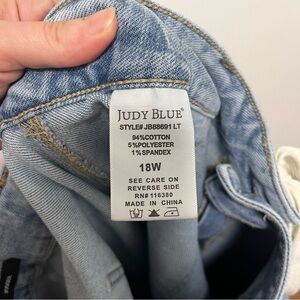 JUDY BLUE
STYLE#JB88691 LT
94%COTTON
5%POLYESTER
1%SPANDEX
18W
SEE CARE ON
REVERSE SIDE
RN# 116380
MADE IN CHINA